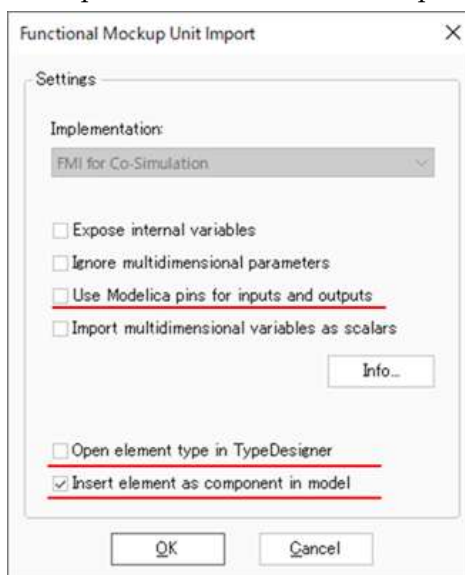 Functional Mockup Unit Import
Settings
Implementation:
FMI for Co-Simulation
Expose internal variables
Ignore multidimensional parameters
Use Modelica pins for inputs and outputs
Import multidimensional variables as scalars
Info...
Open element type in TypeDesigner
Insert element as component in model
OK
Cancel